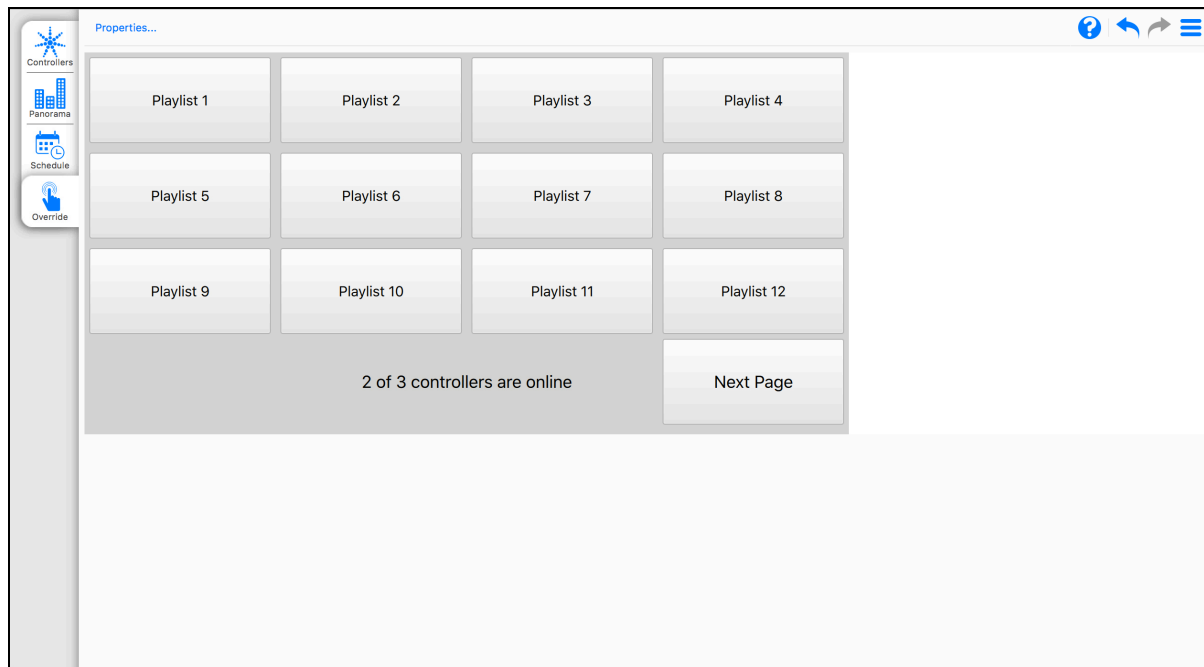 Properties...
Controllers
Panorama
Schedule
Override
Playlist 1
Playlist 2
Playlist 3
Playlist 4
Playlist 5
Playlist 6
Playlist 7
Playlist 8
Playlist 9
Playlist 10
Playlist 11
Playlist 12
2 of 3 controllers are online
Next Page